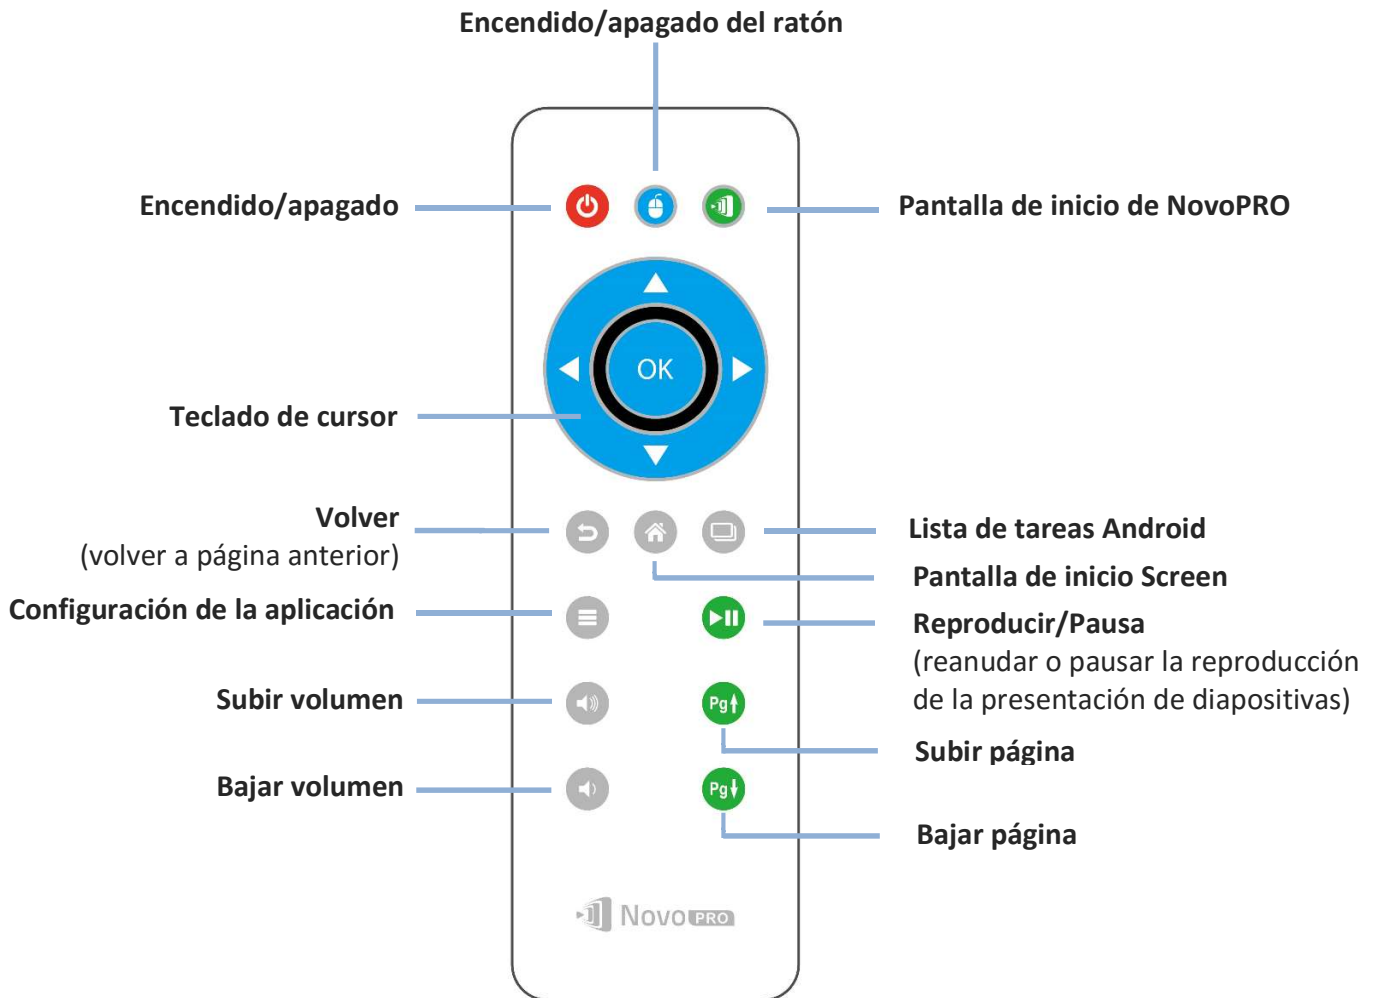 Encendido/apagado del ratón
Encendido/apagado
Pantalla de inicio de NovoPRO
OK
Teclado de cursor
Volver
(volver a página anterior)
Lista de tareas Android
Pantalla de inicio Screen
Configuración de la aplicación
Reproducir/Pausa
(reanudar o pausar la reproducción
de la presentación de diapositivas)
Subir volumen
Pg
Subir página
Bajar volumen
Pg
Bajar página
Novo PRO